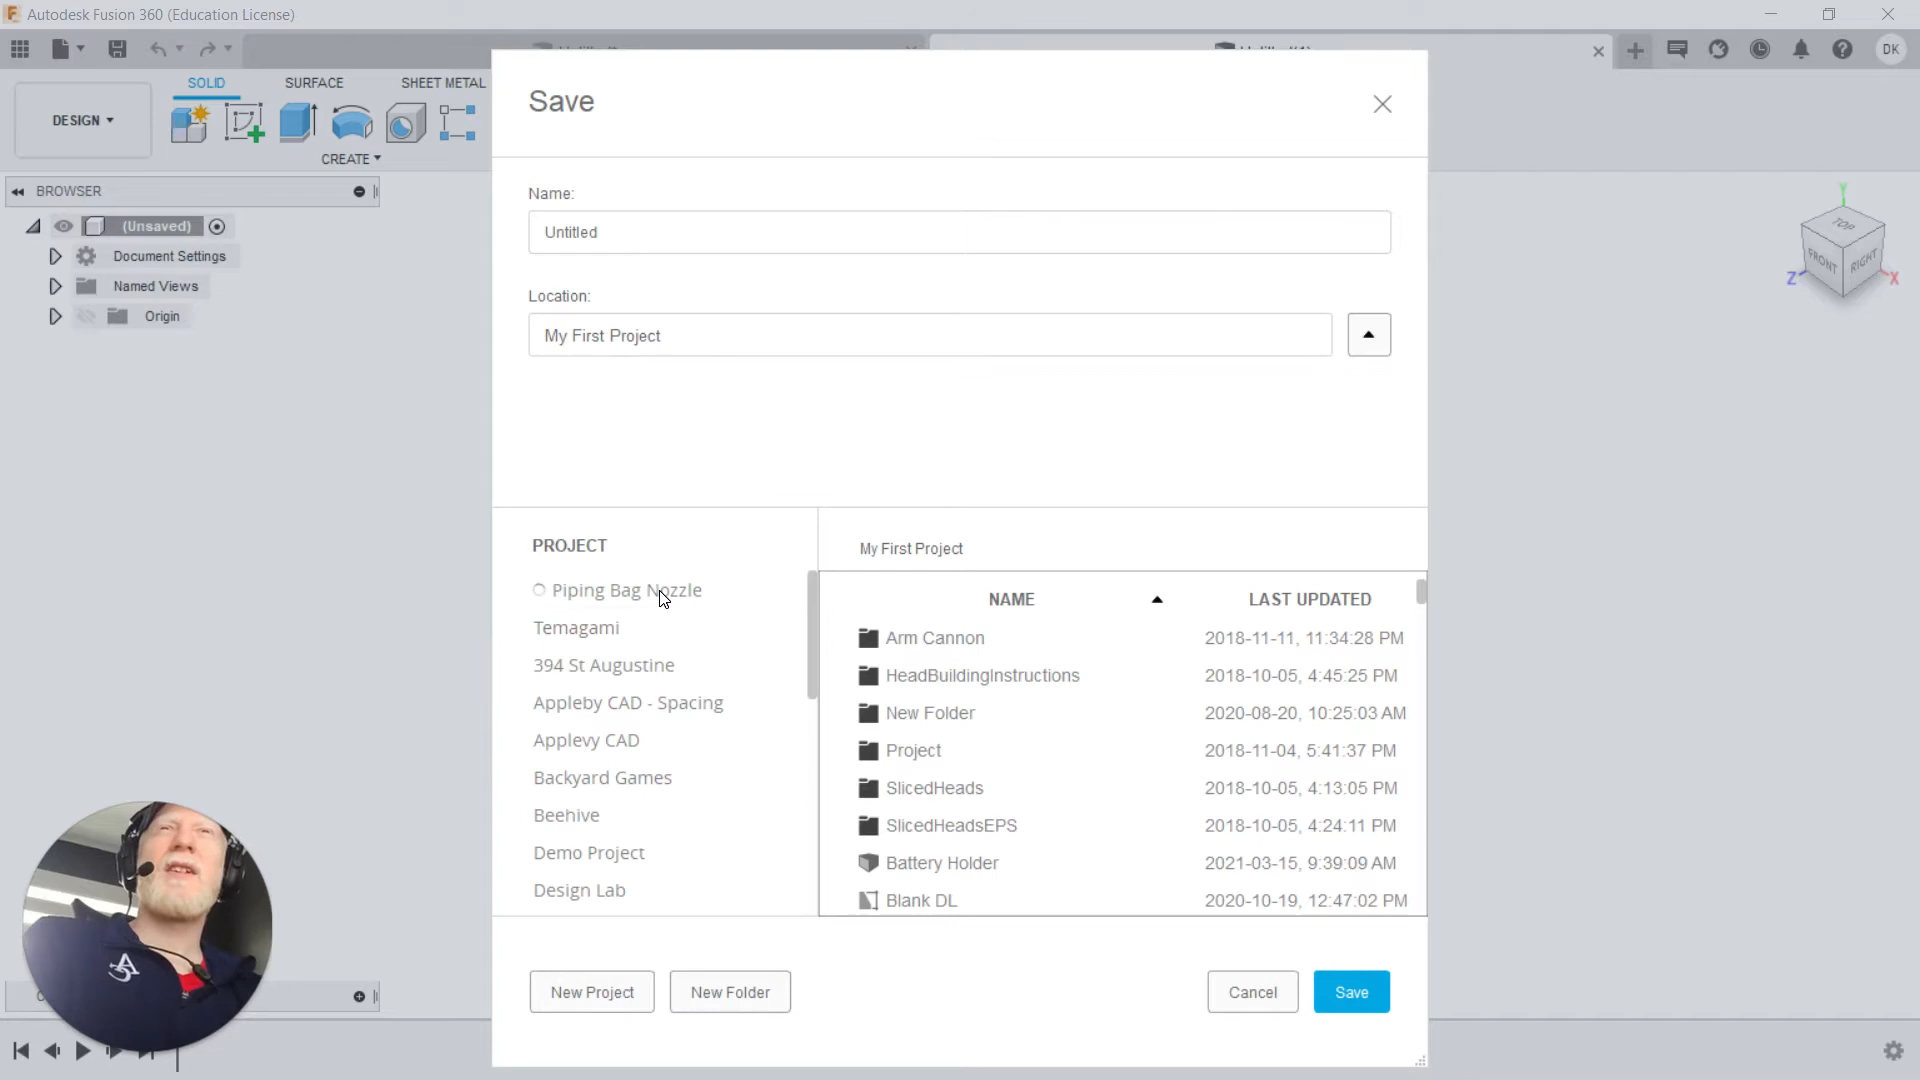 Autodesk Fusion 360 (Education License)
DK
SOLID
SURFACE
SHEET METAL
DESIGN
CREATE
BROWSER
(Unsaved)
Document Settings
Named Views
Origin
Save
Name:
Untitled
Location:
My First Project
PROJECT
Piping Bag Nozzle
Temagami
394 St Augustine
Appleby CAD - Spacing
Applevy CAD
Backyard Games
Beehive
Demo Project
Design Lab
My First Project
NAME LAST UPDATED
Arm Cannon 2018-11-11, 11:34:28 PM
HeadBuildingInstructions 2018-10-05, 4:45:25 PM
New Folder 2020-08-20, 10:25:03 AM
Project 2018-11-04, 5:41:37 PM
SlicedHeads 2018-10-05, 4:13:05 PM
SlicedHeadsEPS 2018-10-05, 4:24:11 PM
Battery Holder 2021-03-15, 9:39:09 AM
Blank DL 2020-10-19, 12:47:02 PM
New Project
New Folder
Cancel
Save
Y
TOP
FRONT
RIGHT
Z
X